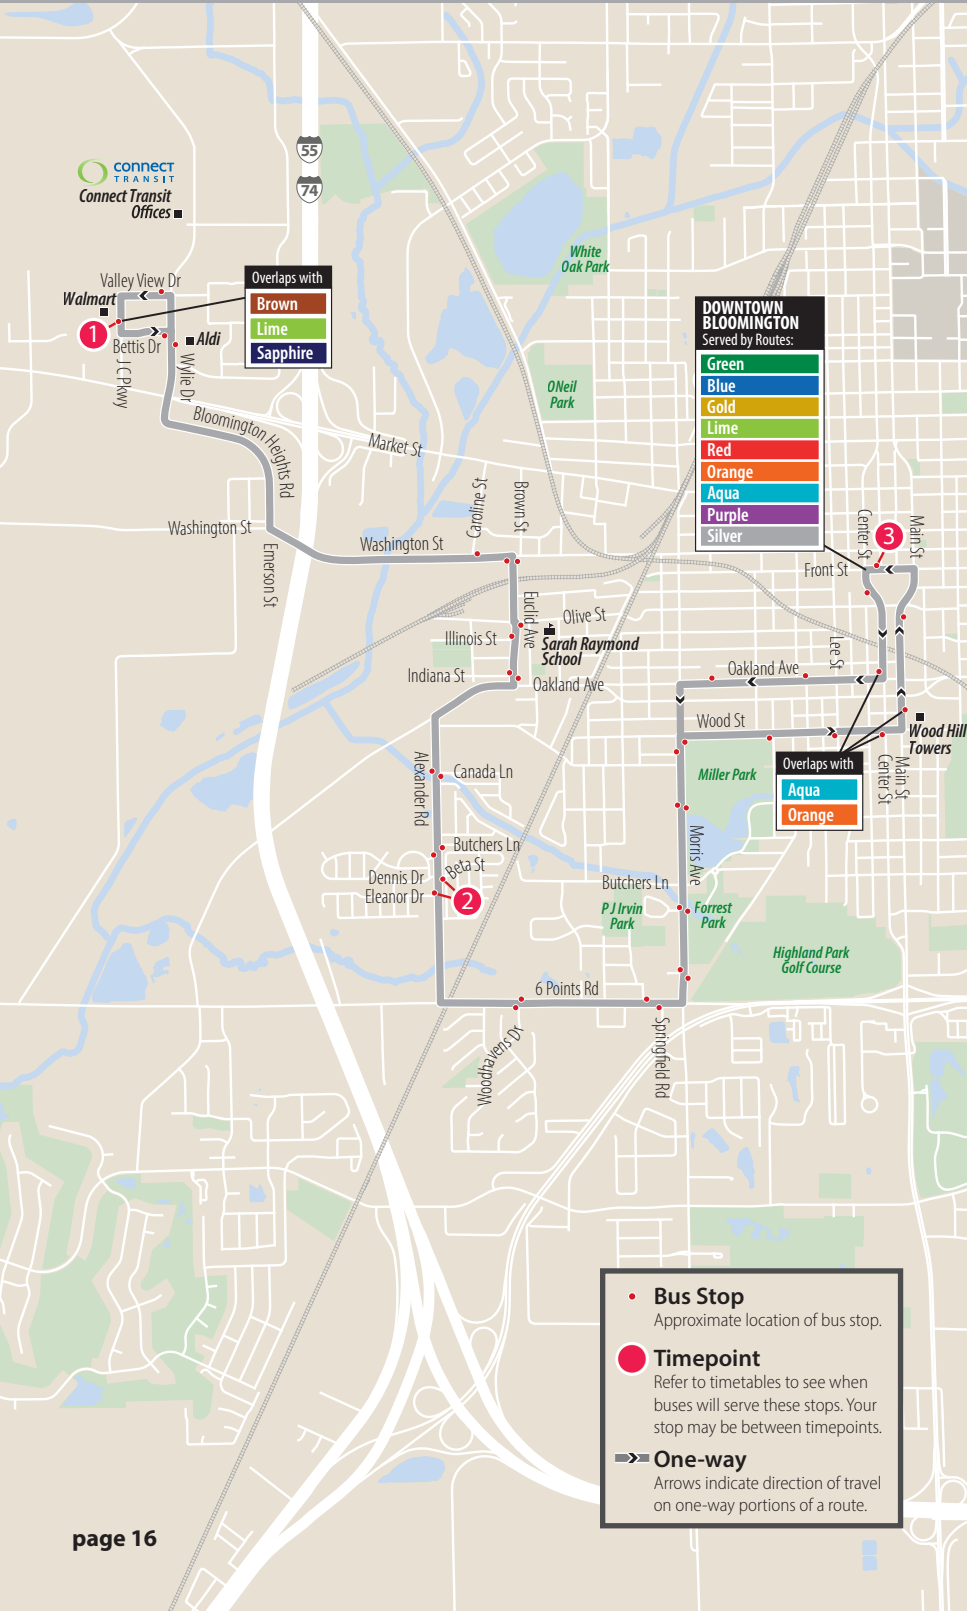 55
74
connect
TRANSIT
Connect Transit
Offices
White
Oak Park
Valley View Dr
Walmart
1
Bettis Dr
Aldi
J C Pkwy
Wylie Dr
Overlaps with
Brown
Lime
Sapphire
DOWNTOWN
BLOOMINGTON
Served by Routes:
Green
Blue
Gold
Lime
Red
Orange
Aqua
Purple
Silver
ONeil
Park
Bloomington Heights Rd
Market St
Caroline St
Brown St
Washington St
Washington St
Emerson St
Center St
3
Main St
Front St
Euclid Ave
Olive St
Illinois St
Sarah Raymond
School
Indiana St
Oakland Ave
Lee St
Oakland Ave
Wood St
Wood Hill
Towers
Miller Park
Overlaps with
Aqua
Orange
Center St
Main St
Alexander Rd
Canada Ln
Butchers Ln
Beta St
Dennis Dr
Eleanor Dr
2
Morris Ave
Butchers Ln
P J Irvin
Park
Forrest
Park
Highland Park
Golf Course
6 Points Rd
Woodhavens Dr
Springfield Rd
Bus Stop
Approximate location of bus stop.
Timepoint
Refer to timetables to see when
buses will serve these stops. Your
stop may be between timepoints.
One-way
Arrows indicate direction of travel
on one-way portions of a route.
page 16